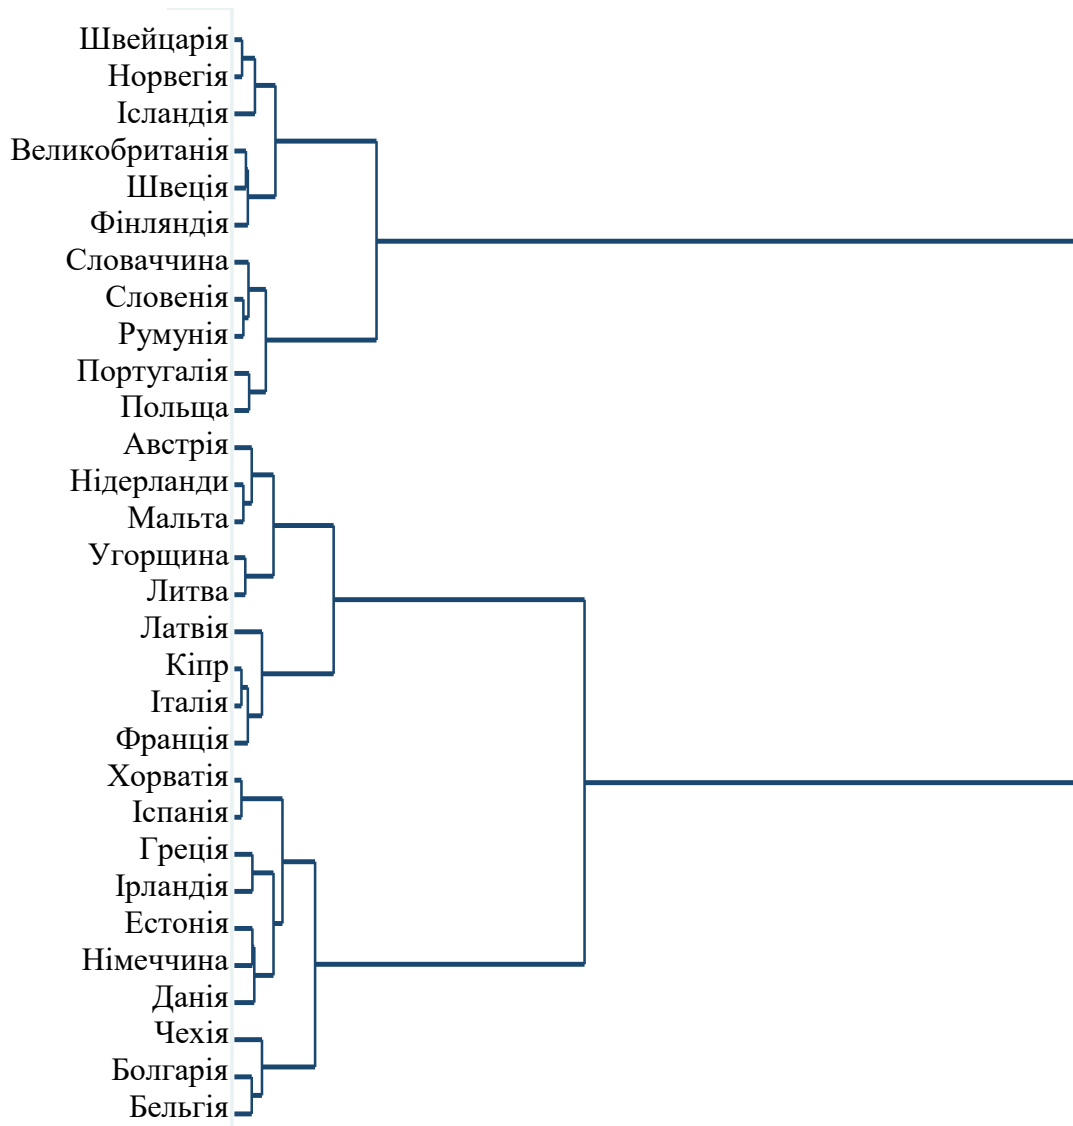 Швейцарія
Норвегія
Ісландія
Великобританія
Швеція
Фінляндія
Словаччина
Словенія
Румунія
Португалія
Польща
Австрія
Нідерланди
Мальта
Угорщина
Литва
Латвія
Кіпр
Італія
Франція
Хорватія
Іспанія
Греція
Ірландія
Естонія
Німеччина
Данія
Чехія
Болгарія
Бельгія